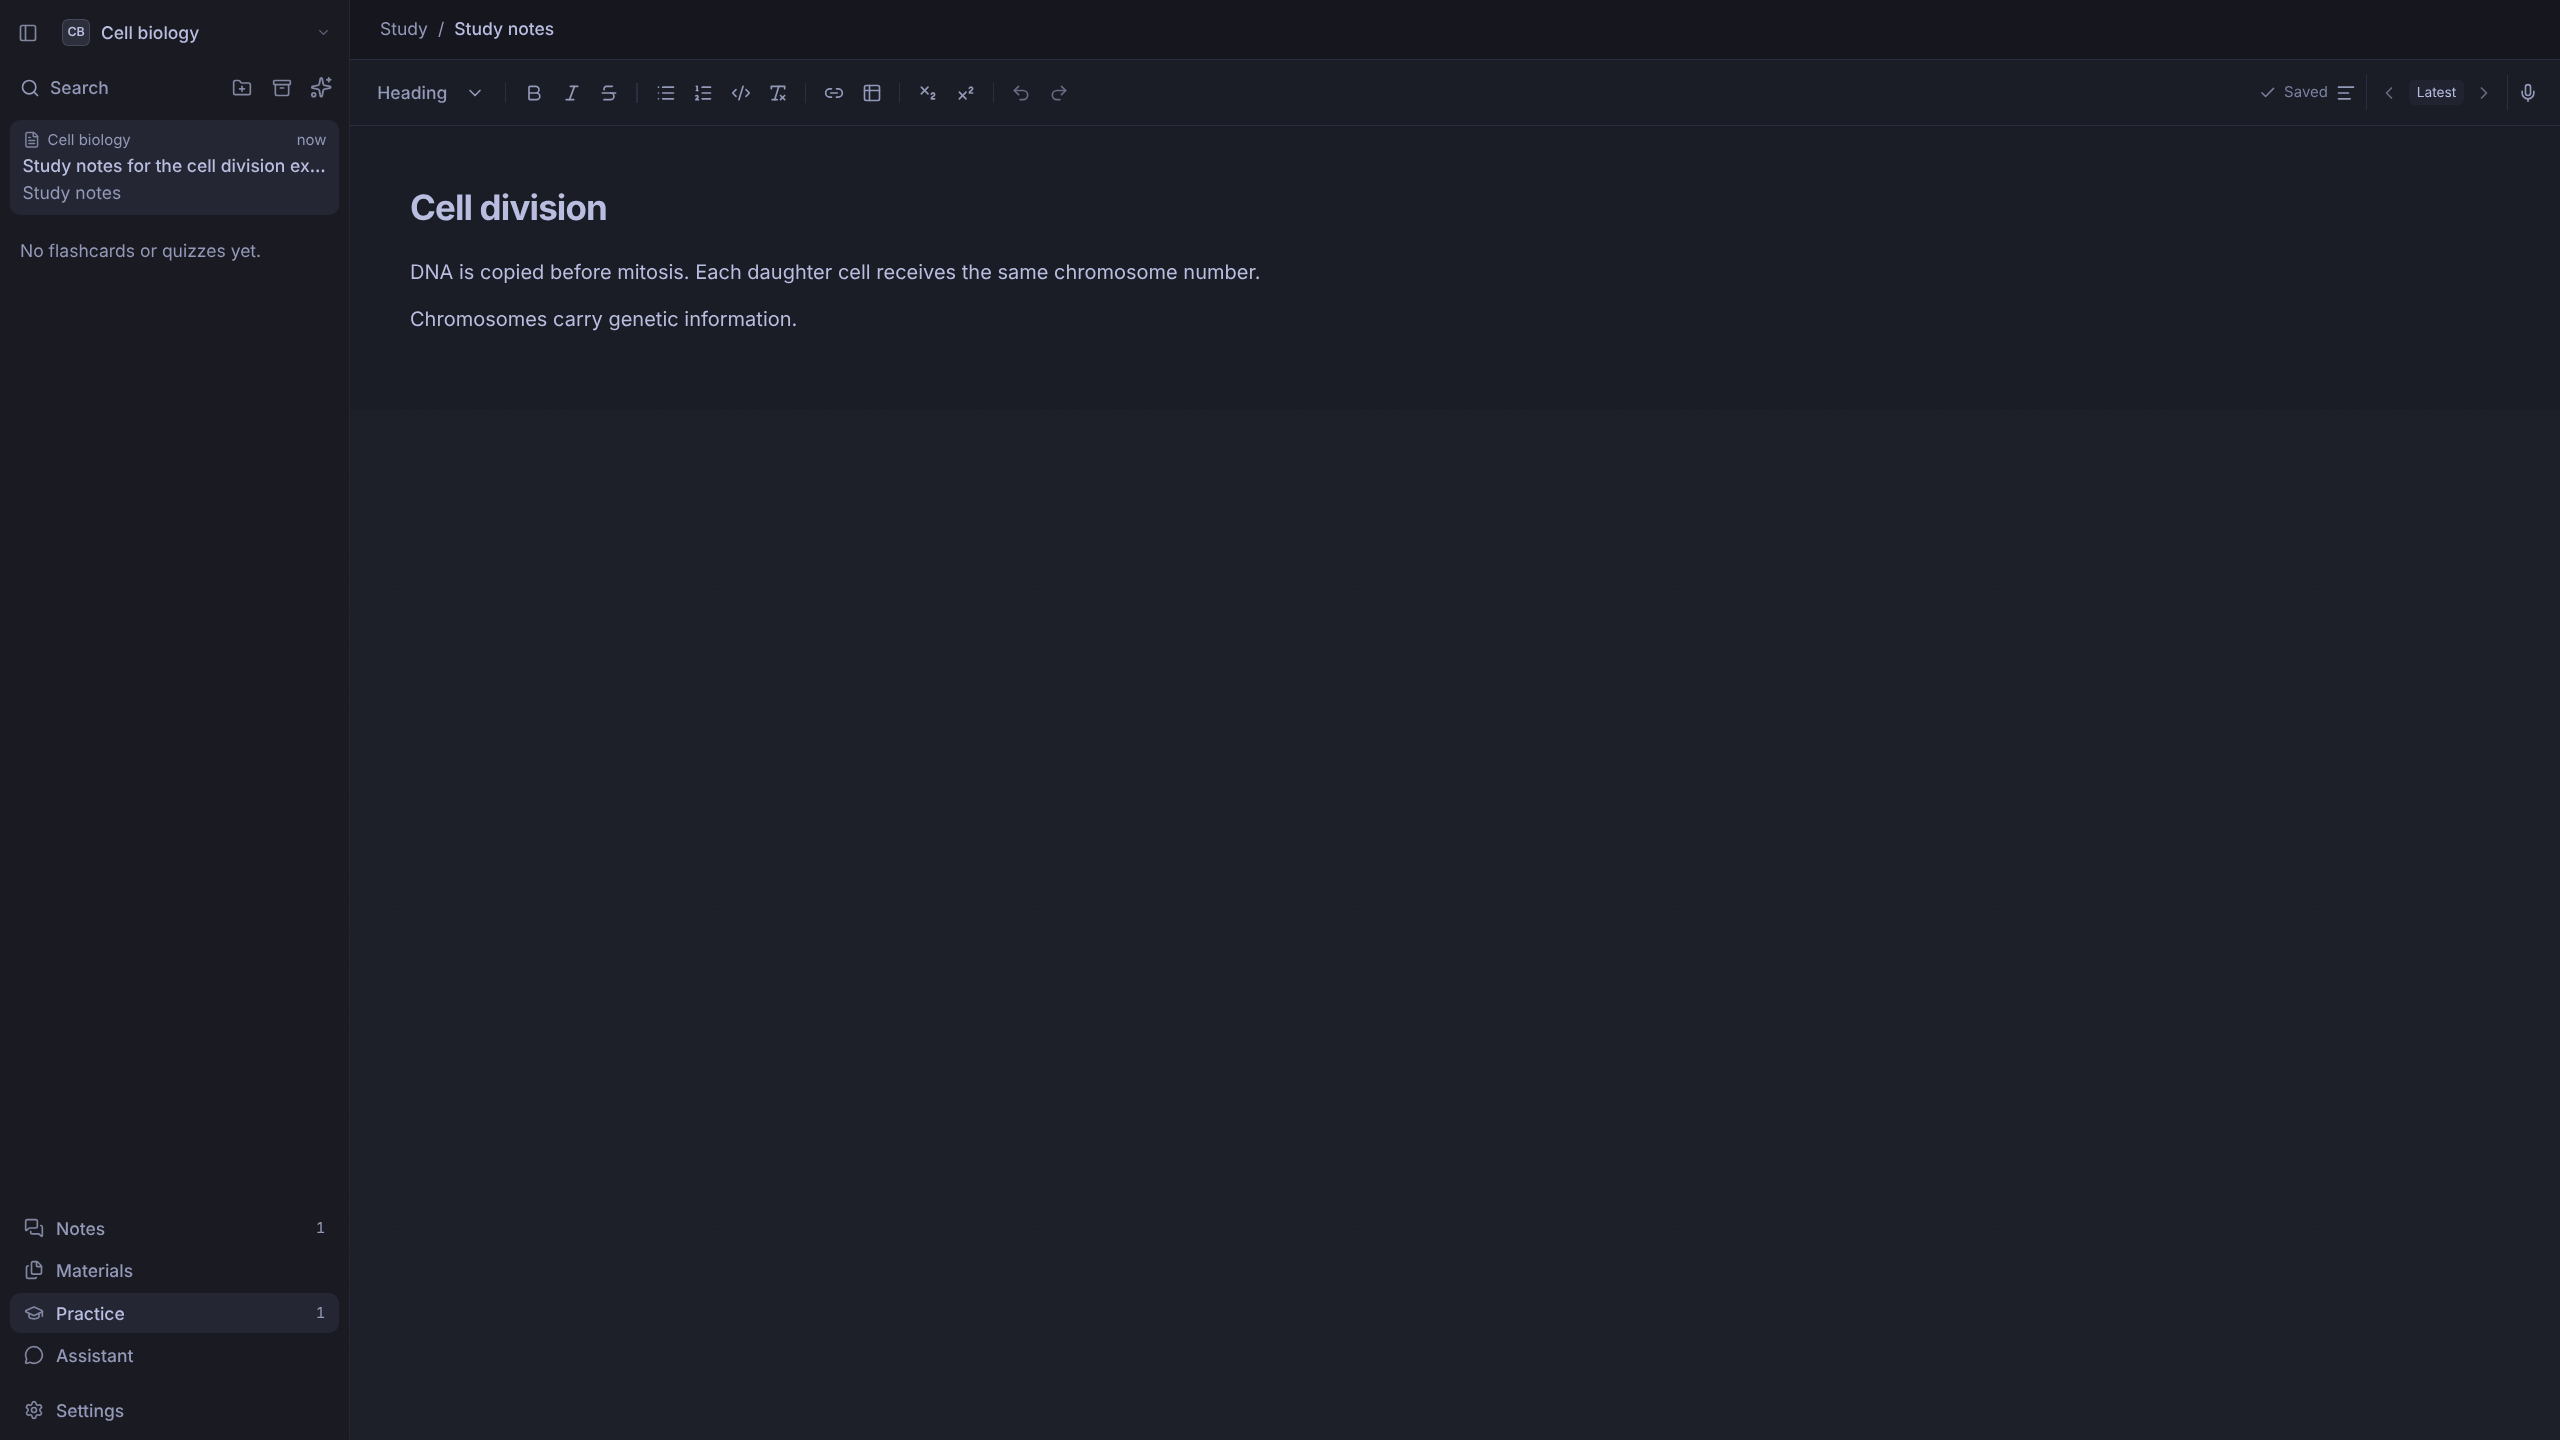 CB Cell biology
Search
Cell biology now
Study notes for the cell division ex...
Study notes
No flashcards or quizzes yet.
Notes 1
Materials
Practice 1
Assistant
Settings
Study / Study notes
Heading
Saved
Latest
Cell division
DNA is copied before mitosis. Each daughter cell receives the same chromosome number.
Chromosomes carry genetic information.